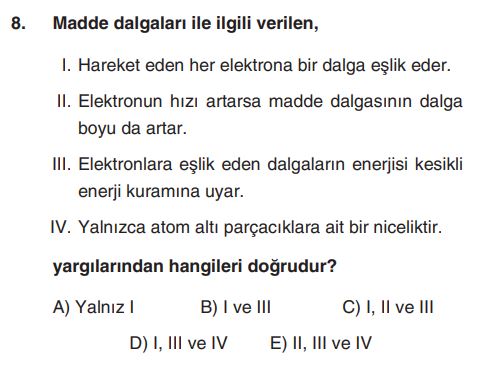 8. Madde dalgaları ile ilgili verilen,
I. Hareket eden her elektrona bir dalga eşlik eder.
II. Elektronun hızı artarsa madde dalgasının dalga
boyu da artar.
III. Elektronlara eşlik eden dalgaların enerjisi kesikli
enerji kuramına uyar.
IV. Yalnızca atom altı parçacıklara ait bir niceliktir.
yargılarından hangileri doğrudur?
A) Yalnız I B) I ve III C) I, II ve III
D) I, III ve IV E) II, III ve IV